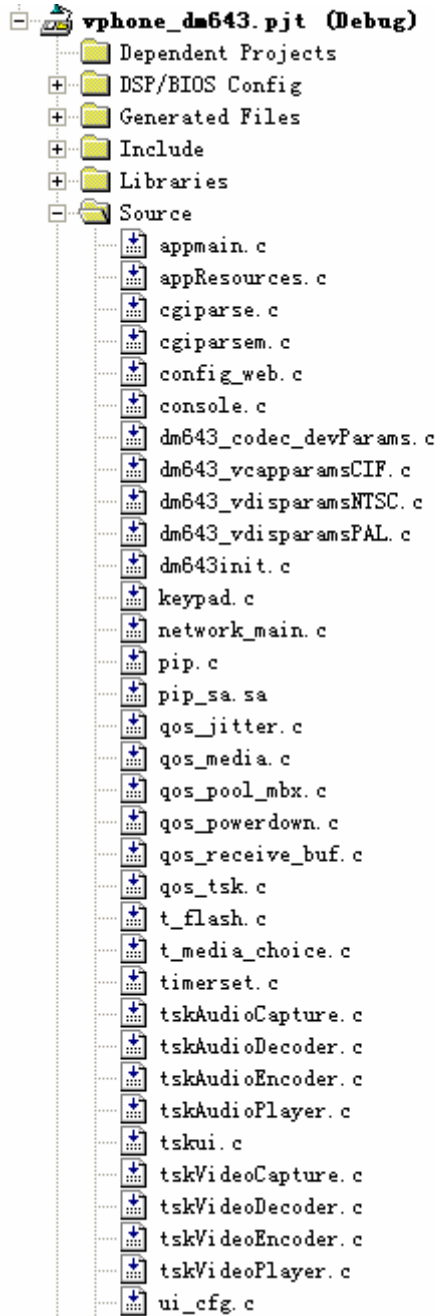 vphone_dm643.pjt (Debug)
Dependent Projects
DSP/BIOS Config
Generated Files
Include
Libraries
Source
appmain.c
appResources.c
cgiparse.c
cgiparsem.c
config_web.c
console.c
dm643_codec_devParams.c
dm643_vcapparamsCIF.c
dm643_vdisparamsNTSC.c
dm643_vdisparamsPAL.c
dm643init.c
keypad.c
network_main.c
pip.c
pip_sa.sa
qos_jitter.c
qos_media.c
qos_pool_mbx.c
qos_powerdown.c
qos_receive_buf.c
qos_tsk.c
t_flash.c
t_media_choice.c
timerset.c
tskAudioCapture.c
tskAudioDecoder.c
tskAudioEncoder.c
tskAudioPlayer.c
tskui.c
tskVideoCapture.c
tskVideoDecoder.c
tskVideoEncoder.c
tskVideoPlayer.c
ui_cfg.c